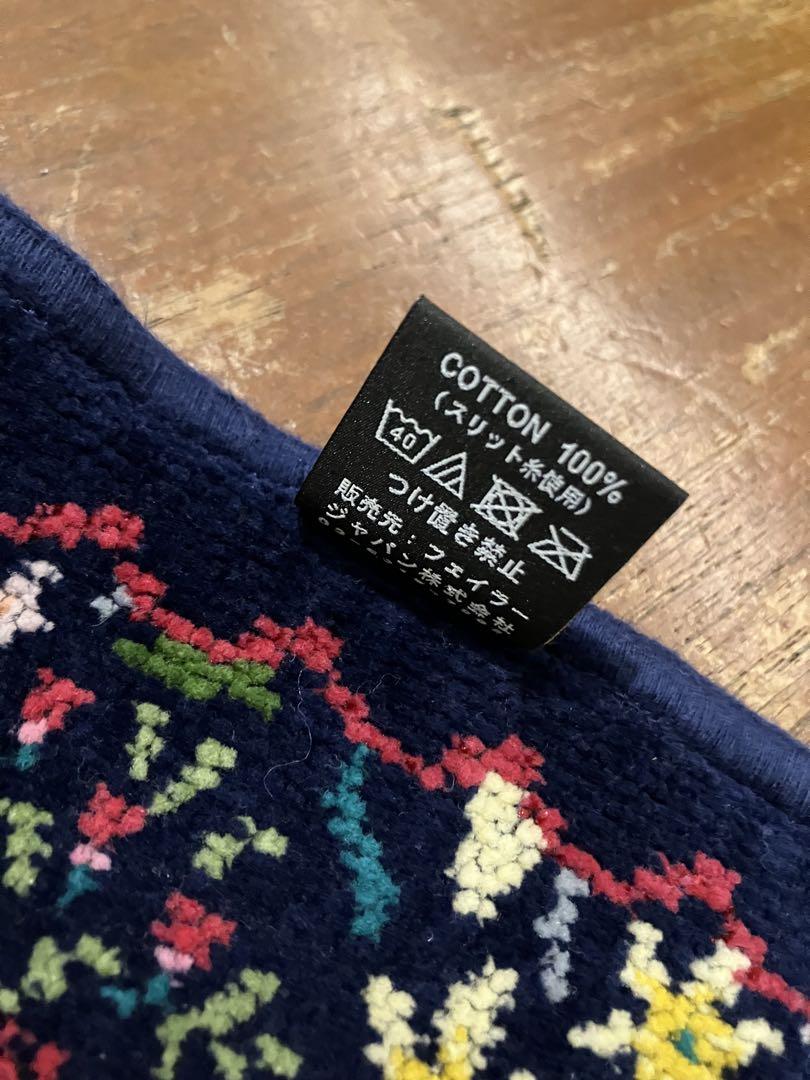 COTTON 100%
(スリット糸使用)
40
つけ置き禁止
販売元:フェイラー
ジャパン株式会社